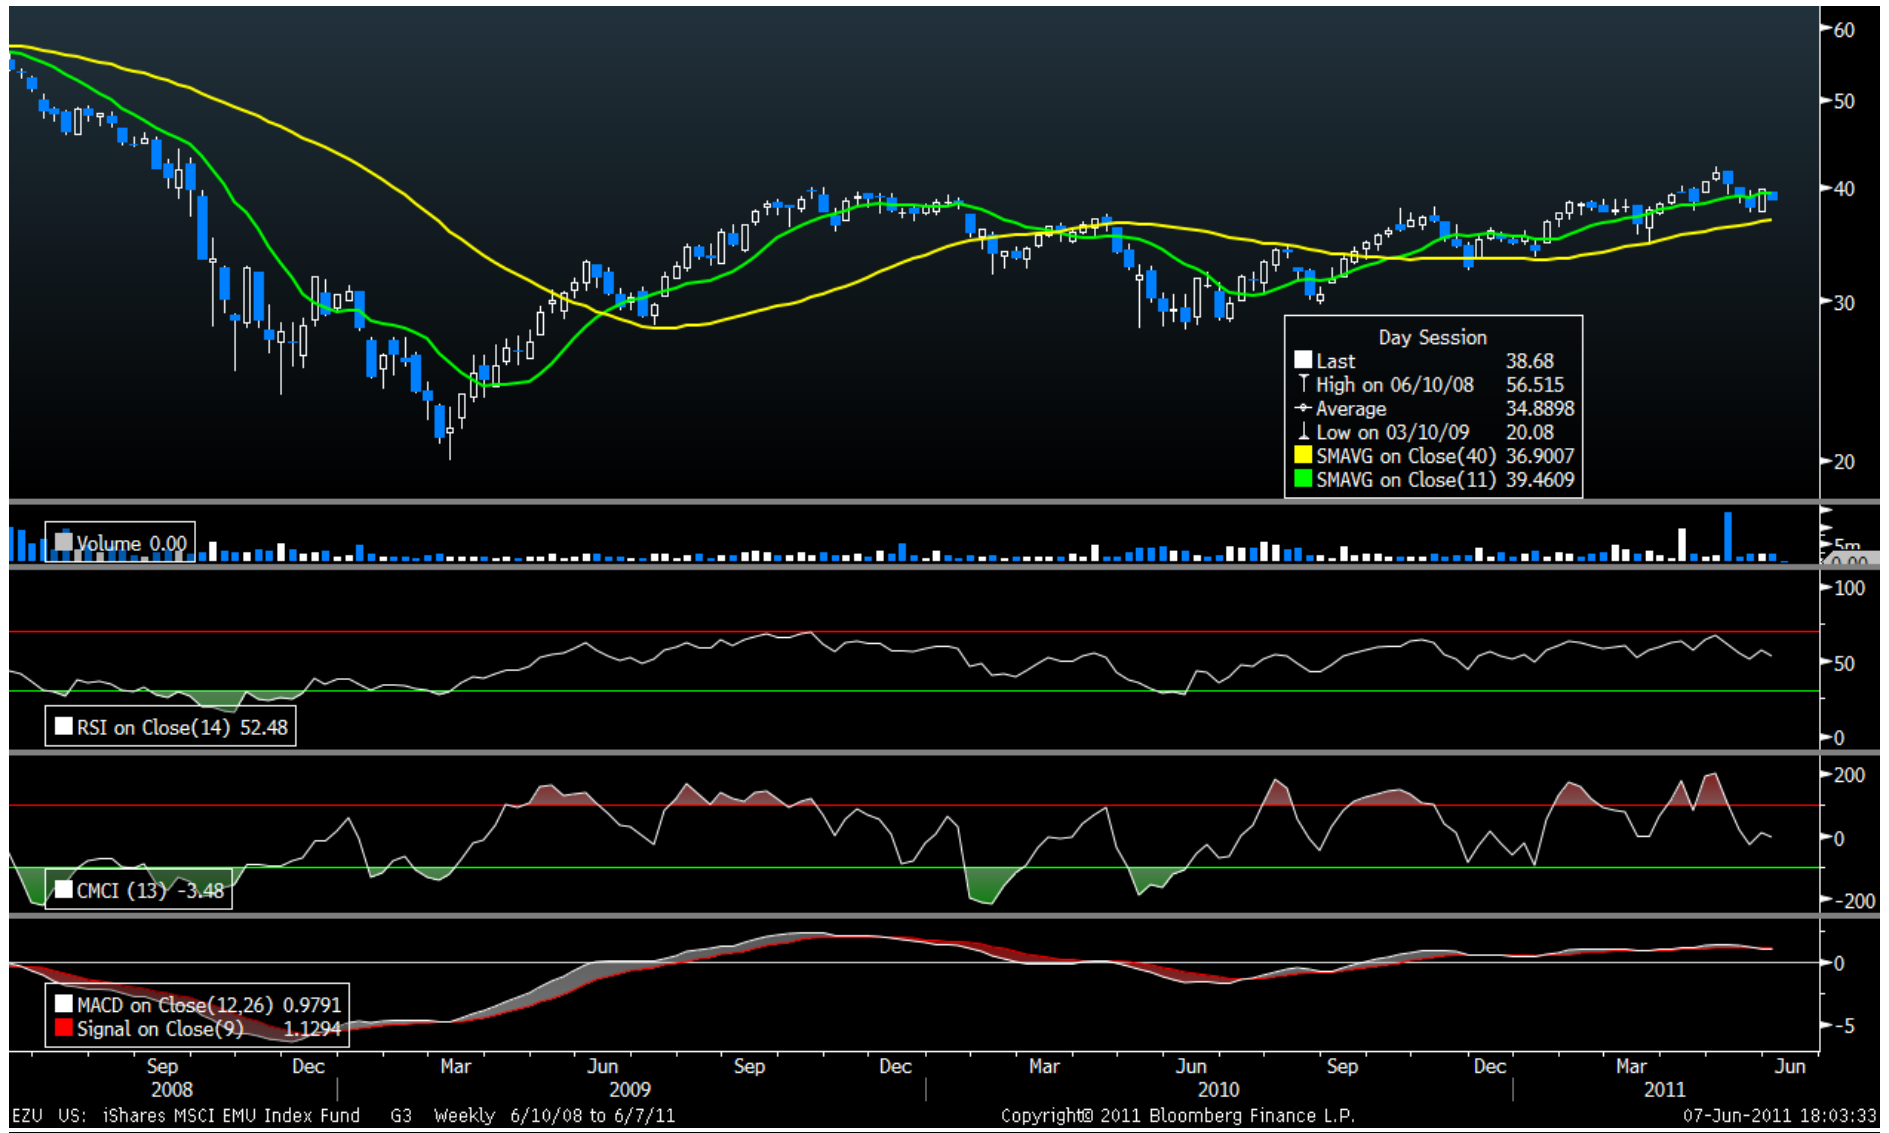 60
50
40
30
20
Day Session
Last 38.68
High on 06/10/08 56.515
Average 34.8898
Low on 03/10/09 20.08
SMAVG on Close(40) 36.9007
SMAVG on Close(11) 39.4609
Volume 0.00
5m
0.00
100
50
0
RSI on Close(14) 52.48
200
0
-200
CMCI (13) -3.48
0
-5
MACD on Close(12,26) 0.9791
Signal on Close(9) 1.1294
Sep Dec Mar Jun Sep Dec Mar Jun Sep Dec Mar Jun
2008 2009 2010 2011
EZU US: iShares MSCI EMU Index Fund G3 Weekly 6/10/08 to 6/7/11 Copyright© 2011 Bloomberg Finance L.P. 07-Jun-2011 18:03:33